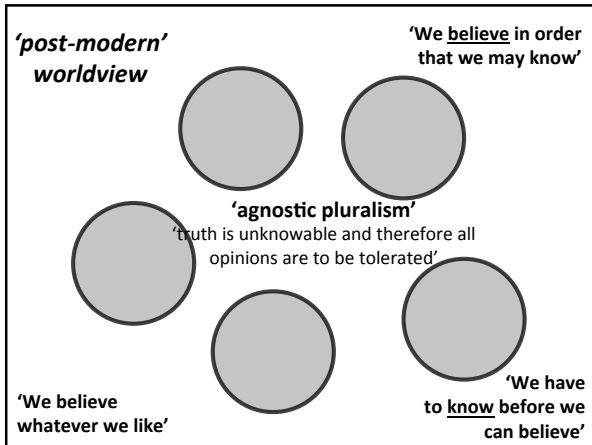 ‘post-modern’
worldview
‘We believe in order
that we may know’
‘agnostic pluralism’
‘truth is unknowable and therefore all
opinions are to be tolerated’
‘We believe
whatever we like’
‘We have
to know before we
can believe’